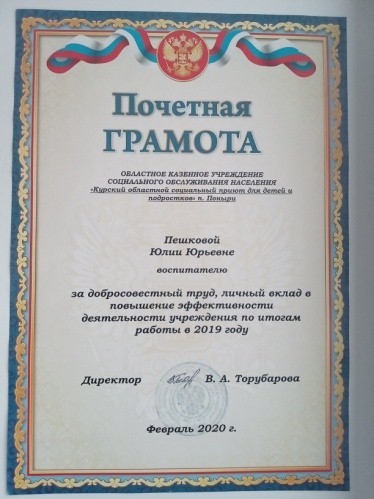 Почетная
ГРАМОТА
ОБЛАСТНОЕ КАЗЕННОЕ УЧРЕЖДЕНИЕ
СОЦИАЛЬНОГО ОБСЛУЖИВАНИЯ НАСЕЛЕНИЯ
«Курский областной социальный приют для детей и
подростков» п. Поныри
Пешковой
Юлии Юрьевне
воспитателю
за добросовестный труд, личный вклад в
повышение эффективности
деятельности учреждения по итогам
работы в 2019 году
Директор В. А. Торубарова
Февраль 2020 г.